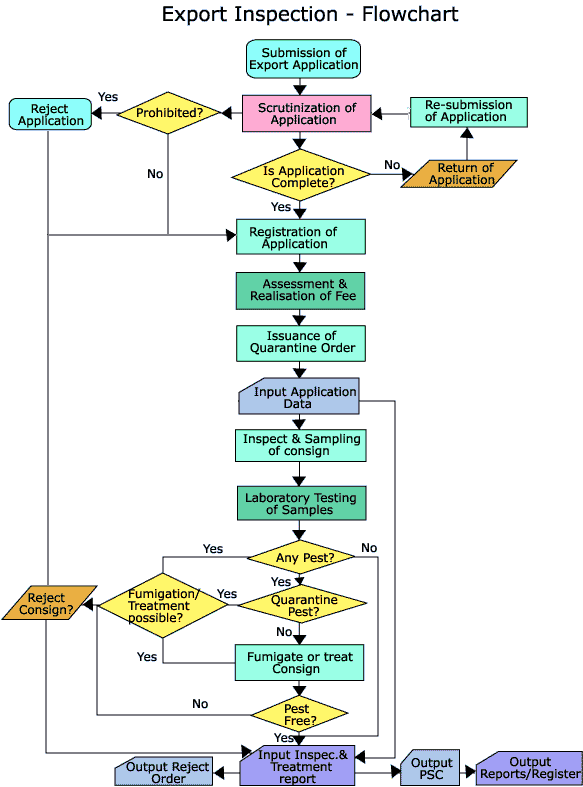 Export Inspection - Flowchart
Submission of
Export Application
Reject
Application
Yes
Prohibited?
Scrutinization of
Application
Re-submission
of Application
No
Is Application
Complete?
No
Return of
Application
Yes
Registration of
Application
Assessment &
Realisation of Fee
Issuance of
Quarantine Order
Input Application
Data
Inspect & Sampling
of consign
Laboratory Testing
of Samples
Yes
Any Pest?
No
Yes
Reject
Consign?
Fumigation/
Treatment
possible?
Yes
Quarantine
Pest?
No
Yes
Fumigate or treat
Consign
No
Pest
Free?
Yes
Output Reject
Order
Input Inspec.&
Treatment
report
Output
PSC
Output
Reports/Register